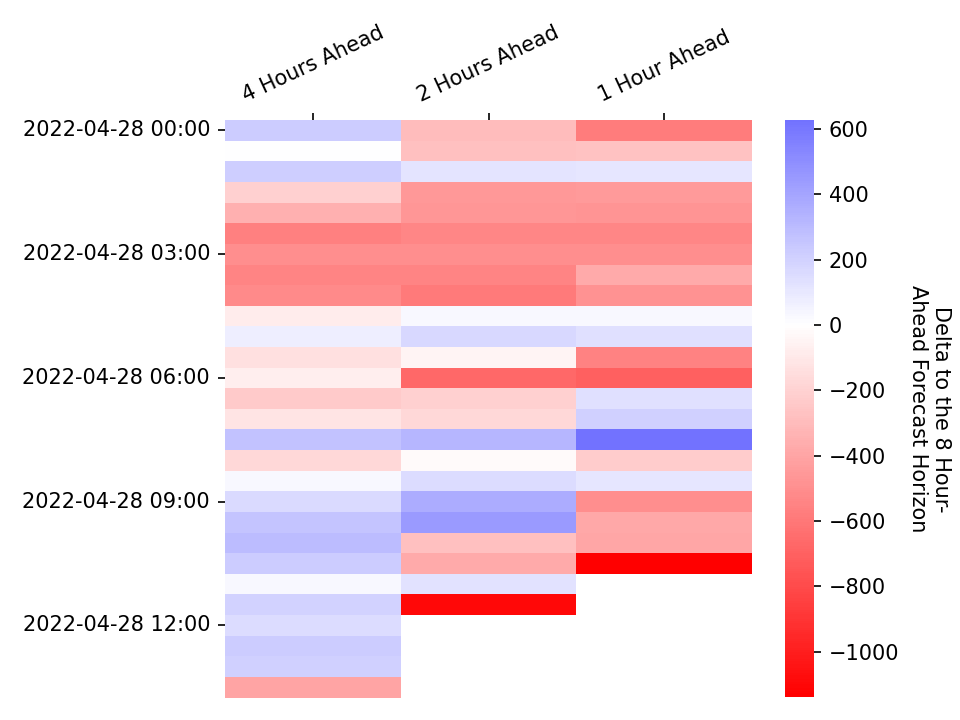 4 Hours Ahead
2 Hours Ahead
1 Hour Ahead
2022-04-28 00:00
2022-04-28 03:00
2022-04-28 06:00
2022-04-28 09:00
2022-04-28 12:00
600
400
200
0
−200
−400
−600
−800
−1000
Delta to the 8 Hour-
Ahead Forecast Horizon